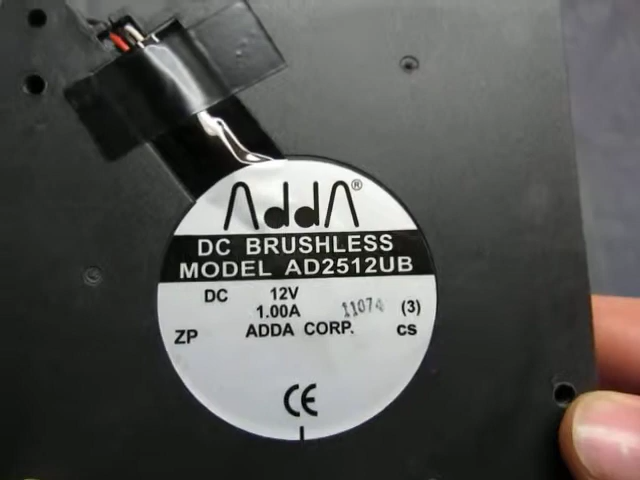 AddA®
DC BRUSHLESS
MODEL AD2512UB
DC 12V
1.00A 11074 (3)
ZP ADDA CORP. CS
CE